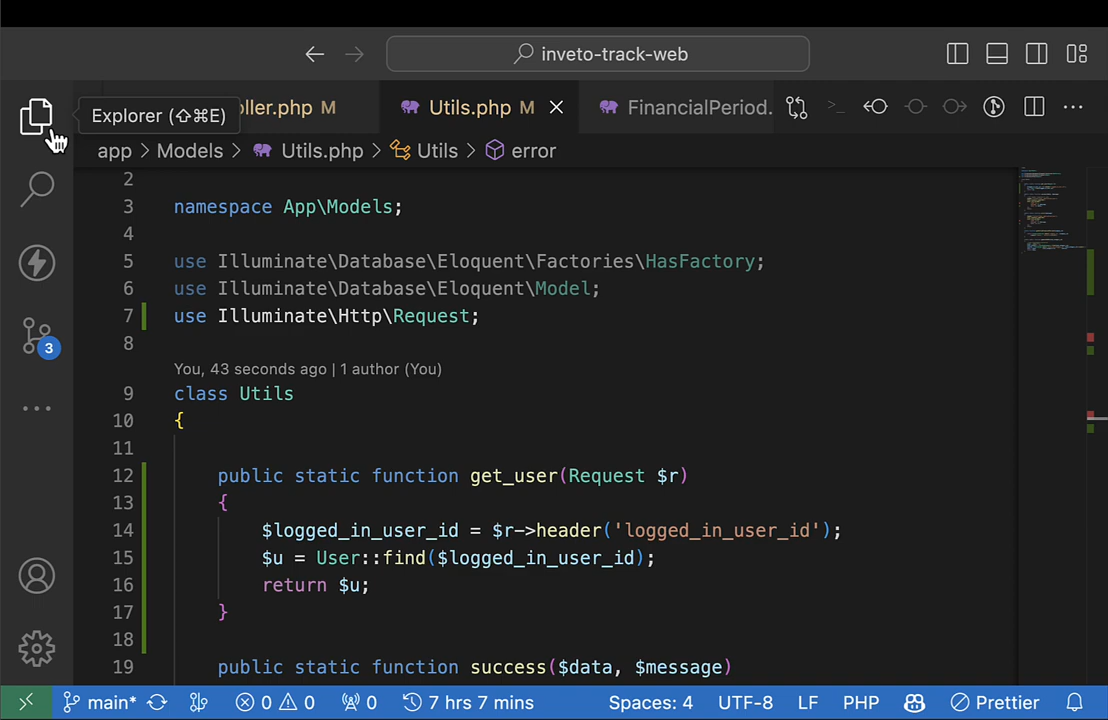 inveto-track-web
Explorer (⇧⌘E)
oller.php M
Utils.php M
FinancialPeriod.
app > Models > Utils.php > Utils > error
2
3 namespace App\Models;
4
5 use Illuminate\Database\Eloquent\Factories\HasFactory;
6 use Illuminate\Database\Eloquent\Model;
7 use Illuminate\Http\Request;
8
You, 43 seconds ago | 1 author (You)
9 class Utils
10 {
11
12 public static function get_user(Request $r)
13 {
14 $logged_in_user_id = $r->header('logged_in_user_id');
15 $u = User::find($logged_in_user_id);
16 return $u;
17 }
18
19 public static function success($data, $message)
3
main* 0 0 0 7 hrs 7 mins Spaces: 4 UTF-8 LF PHP Prettier